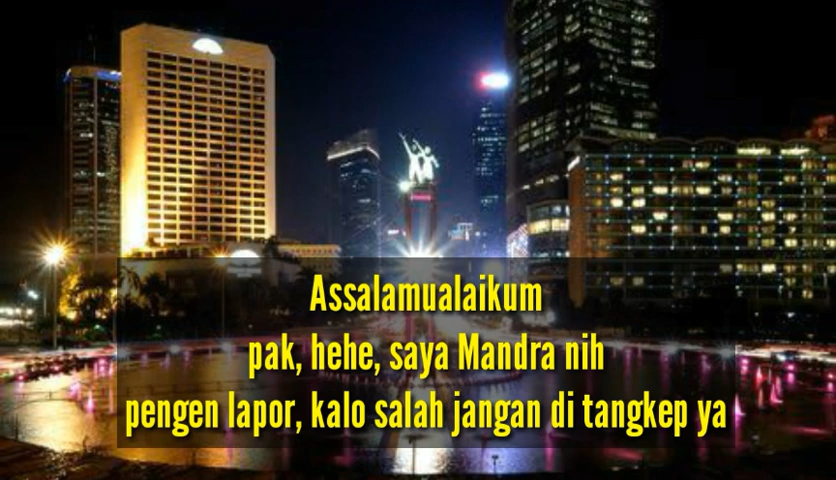 Assalamualaikum
pak, hehe, saya Mandra nih
pengen lapor, kalo salah jangan di tangkep ya